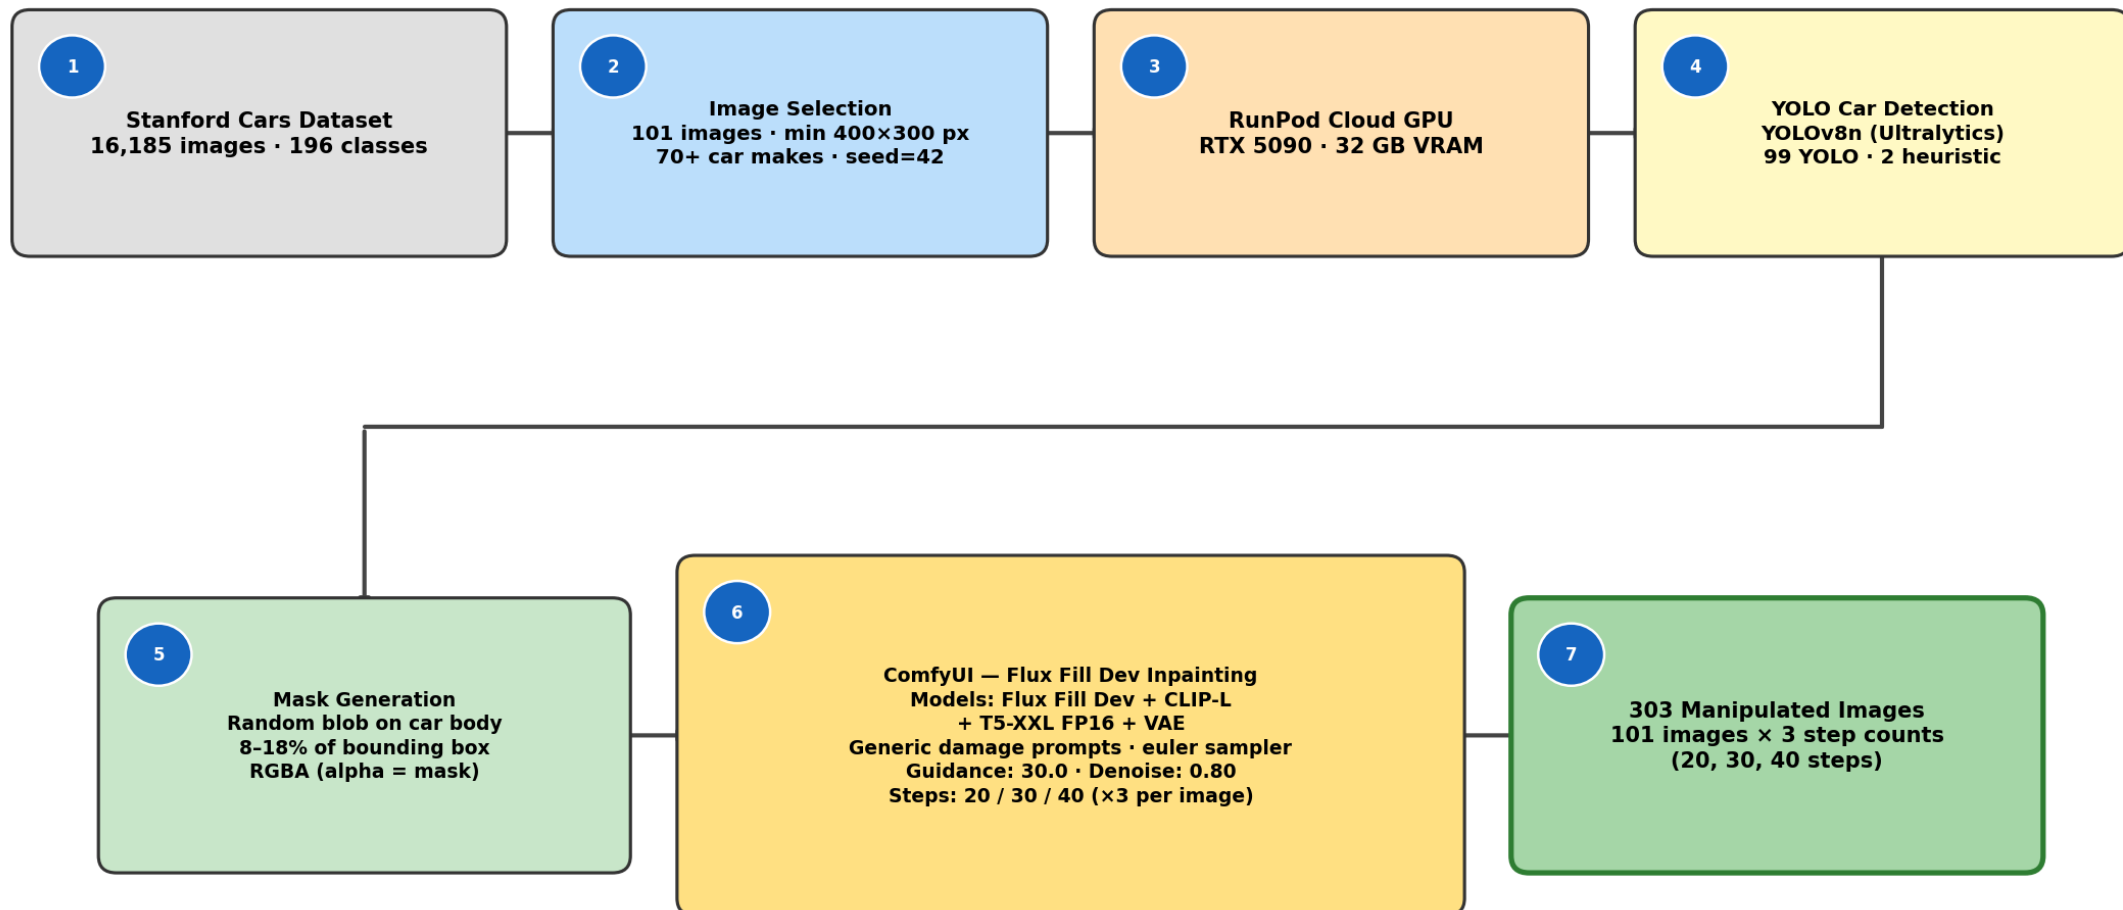 1
Stanford Cars Dataset
16,185 images · 196 classes
2
Image Selection
101 images · min 400×300 px
70+ car makes · seed=42
3
RunPod Cloud GPU
RTX 5090 · 32 GB VRAM
4
YOLO Car Detection
YOLOv8n (Ultralytics)
99 YOLO · 2 heuristic
5
Mask Generation
Random blob on car body
8–18% of bounding box
RGBA (alpha = mask)
6
ComfyUI — Flux Fill Dev Inpainting
Models: Flux Fill Dev + CLIP-L
+ T5-XXL FP16 + VAE
Generic damage prompts · euler sampler
Guidance: 30.0 · Denoise: 0.80
Steps: 20 / 30 / 40 (×3 per image)
7
303 Manipulated Images
101 images × 3 step counts
(20, 30, 40 steps)